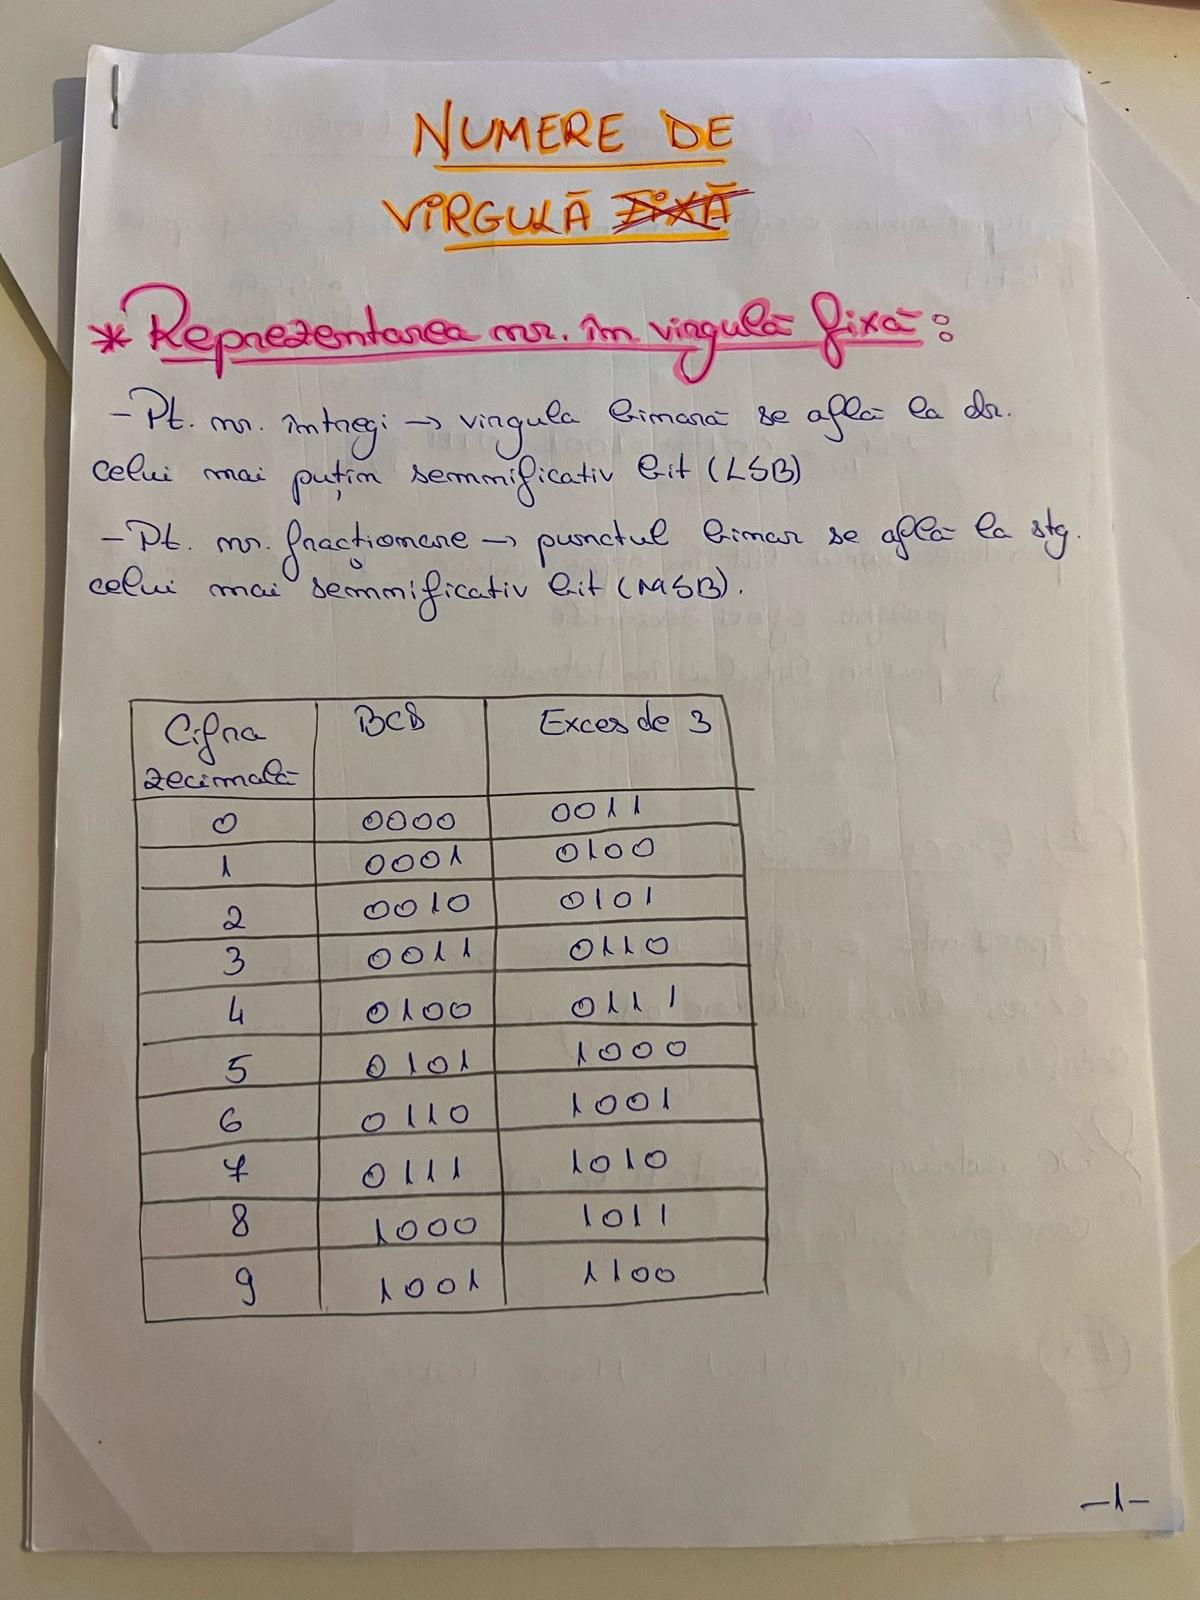 NUMERE DE
VIRGULĂ FIXĂ
* Reprezentarea nr. în virgulă fixă:
- Pt. nr. întregi → virgula binară se află la dr.
celui mai puțin semnificativ bit (LSB)
- Pt. nr. fracționare → punctul binar se află la stg.
celui mai semnificativ bit (MSB).
Cifra zecimală BCD Exces de 3
0 0000 0011
1 0001 0100
2 0010 0101
3 0011 0110
4 0100 0111
5 0101 1000
6 0110 1001
7 0111 1010
8 1000 1011
9 1001 1100
-1-